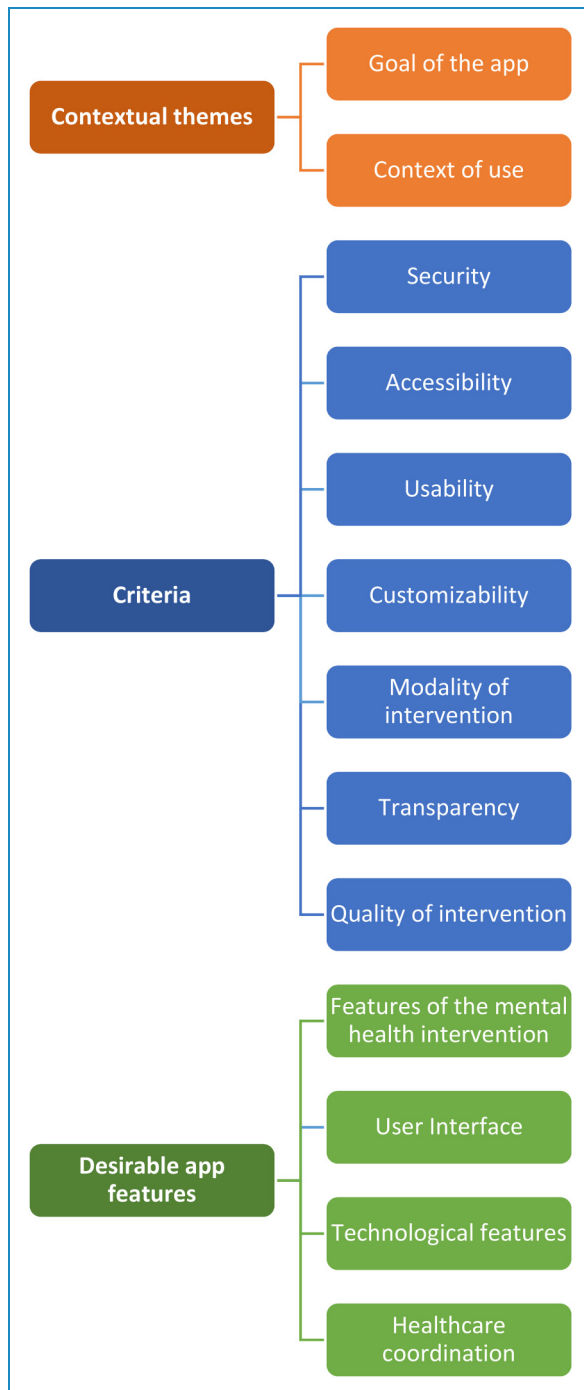 Contextual themes
Goal of the app
Context of use
Criteria
Security
Accessibility
Usability
Customizability
Modality of
intervention
Transparency
Quality of intervention
Desirable app
features
Features of the mental
health intervention
User Interface
Technological features
Healthcare
coordination